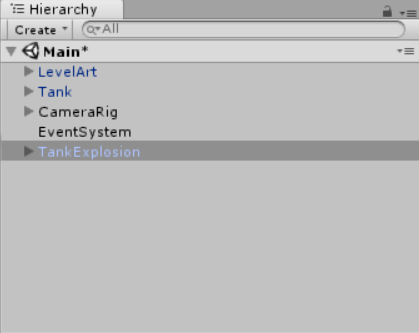 Hierarchy
Create All
Main*
LevelArt
Tank
CameraRig
EventSystem
TankExplosion